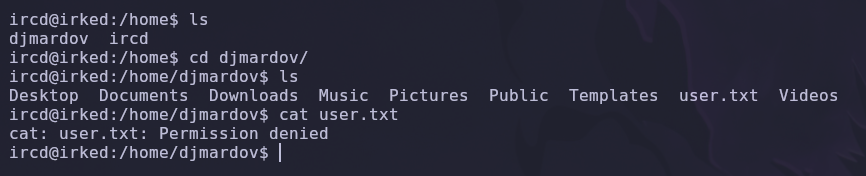 ircd@irked:/home$ ls
djmardov  ircd
ircd@irked:/home$ cd djmardov/
ircd@irked:/home/djmardov$ ls
Desktop  Documents  Downloads  Music  Pictures  Public  Templates  user.txt  Videos
ircd@irked:/home/djmardov$ cat user.txt
cat: user.txt: Permission denied
ircd@irked:/home/djmardov$